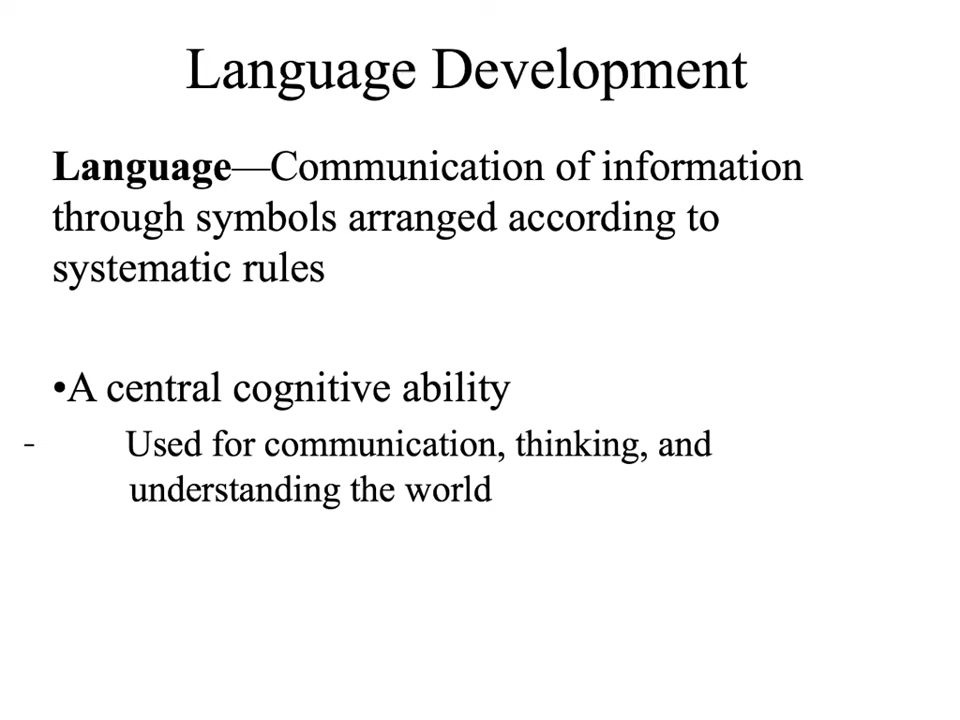 Language Development
Language—Communication of information
through symbols arranged according to
systematic rules
•A central cognitive ability
- Used for communication, thinking, and
understanding the world